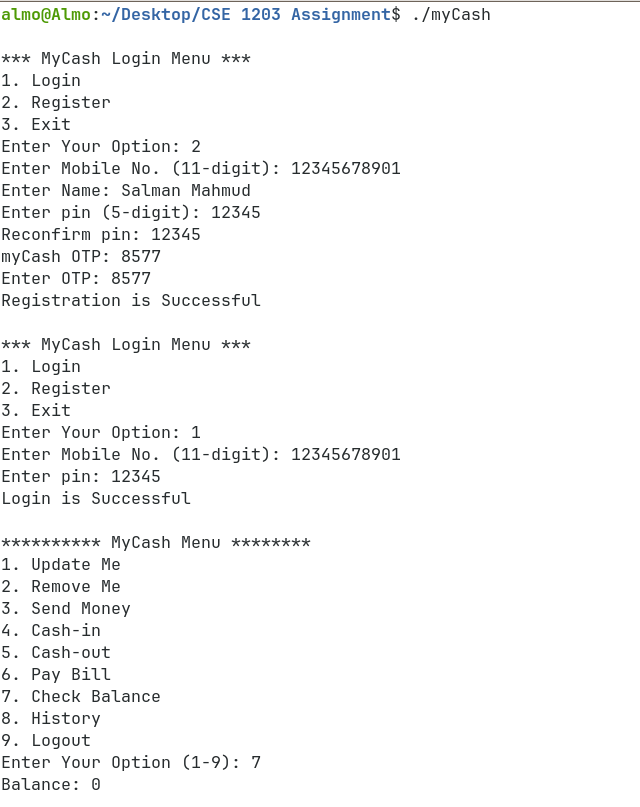 almo@Almo:~/Desktop/CSE 1203 Assignment$ ./myCash
*** MyCash Login Menu ***
1. Login
2. Register
3. Exit
Enter Your Option: 2
Enter Mobile No. (11-digit): 12345678901
Enter Name: Salman Mahmud
Enter pin (5-digit): 12345
Reconfirm pin: 12345
myCash OTP: 8577
Enter OTP: 8577
Registration is Successful
*** MyCash Login Menu ***
1. Login
2. Register
3. Exit
Enter Your Option: 1
Enter Mobile No. (11-digit): 12345678901
Enter pin: 12345
Login is Successful
********** MyCash Menu ********
1. Update Me
2. Remove Me
3. Send Money
4. Cash-in
5. Cash-out
6. Pay Bill
7. Check Balance
8. History
9. Logout
Enter Your Option (1-9): 7
Balance: 0